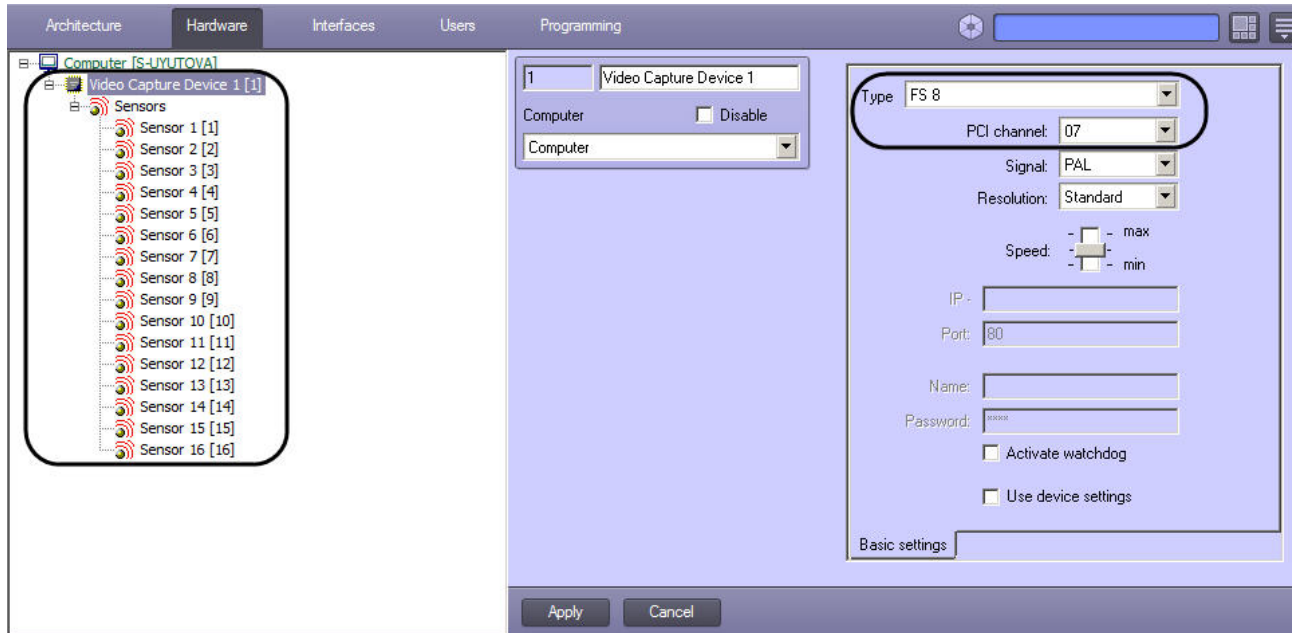 Architecture Hardware Interfaces Users Programming
Computer [S-UYUTOVA]
Video Capture Device 1 [1]
Sensors
Sensor 1 [1]
Sensor 2 [2]
Sensor 3 [3]
Sensor 4 [4]
Sensor 5 [5]
Sensor 6 [6]
Sensor 7 [7]
Sensor 8 [8]
Sensor 9 [9]
Sensor 10 [10]
Sensor 11 [11]
Sensor 12 [12]
Sensor 13 [13]
Sensor 14 [14]
Sensor 15 [15]
Sensor 16 [16]
1 Video Capture Device 1
Computer Disable
Computer
Type FS 8
PCI channel: 07
Signal: PAL
Resolution: Standard
max
Speed:
min
IP -
Port: 80
Name:
Password: ****
Activate watchdog
Use device settings
Basic settings
Apply Cancel